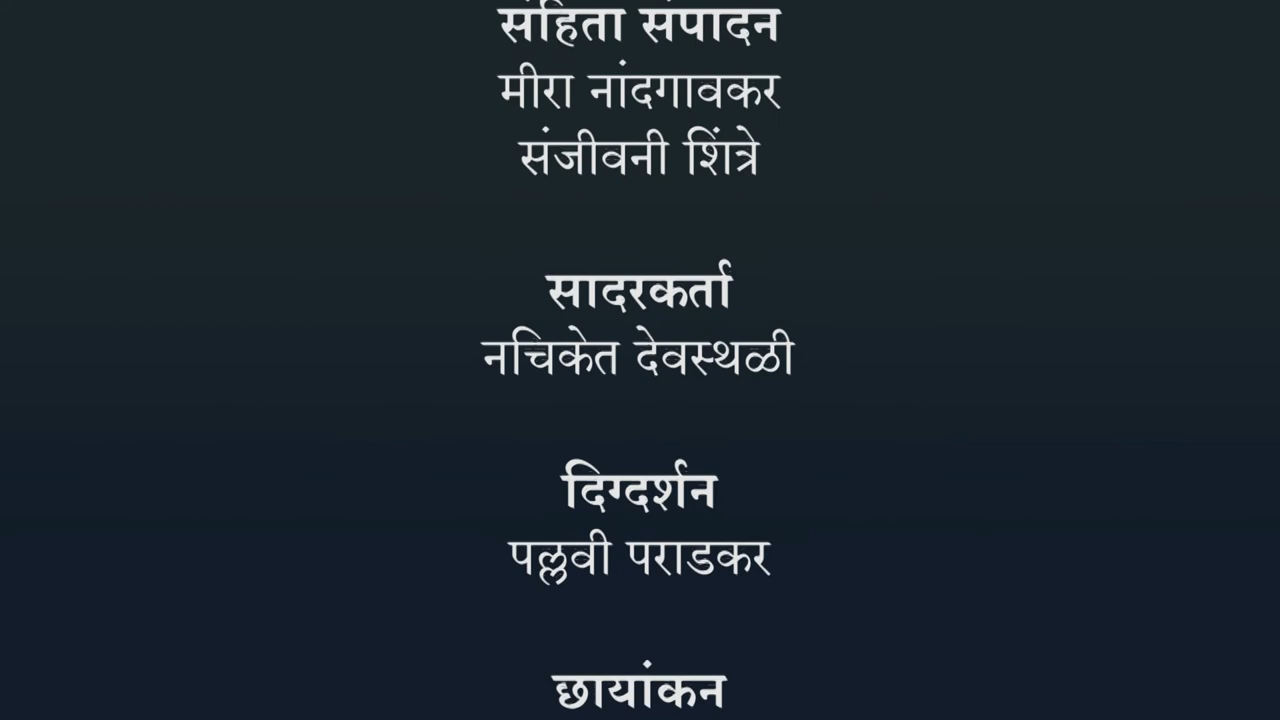 संहिता संपादन
मीरा नांदगावकर
संजीवनी शिंत्रे
सादरकर्ता
नचिकेत देवस्थळी
दिग्दर्शन
पल्लवी पराडकर
छायांकन